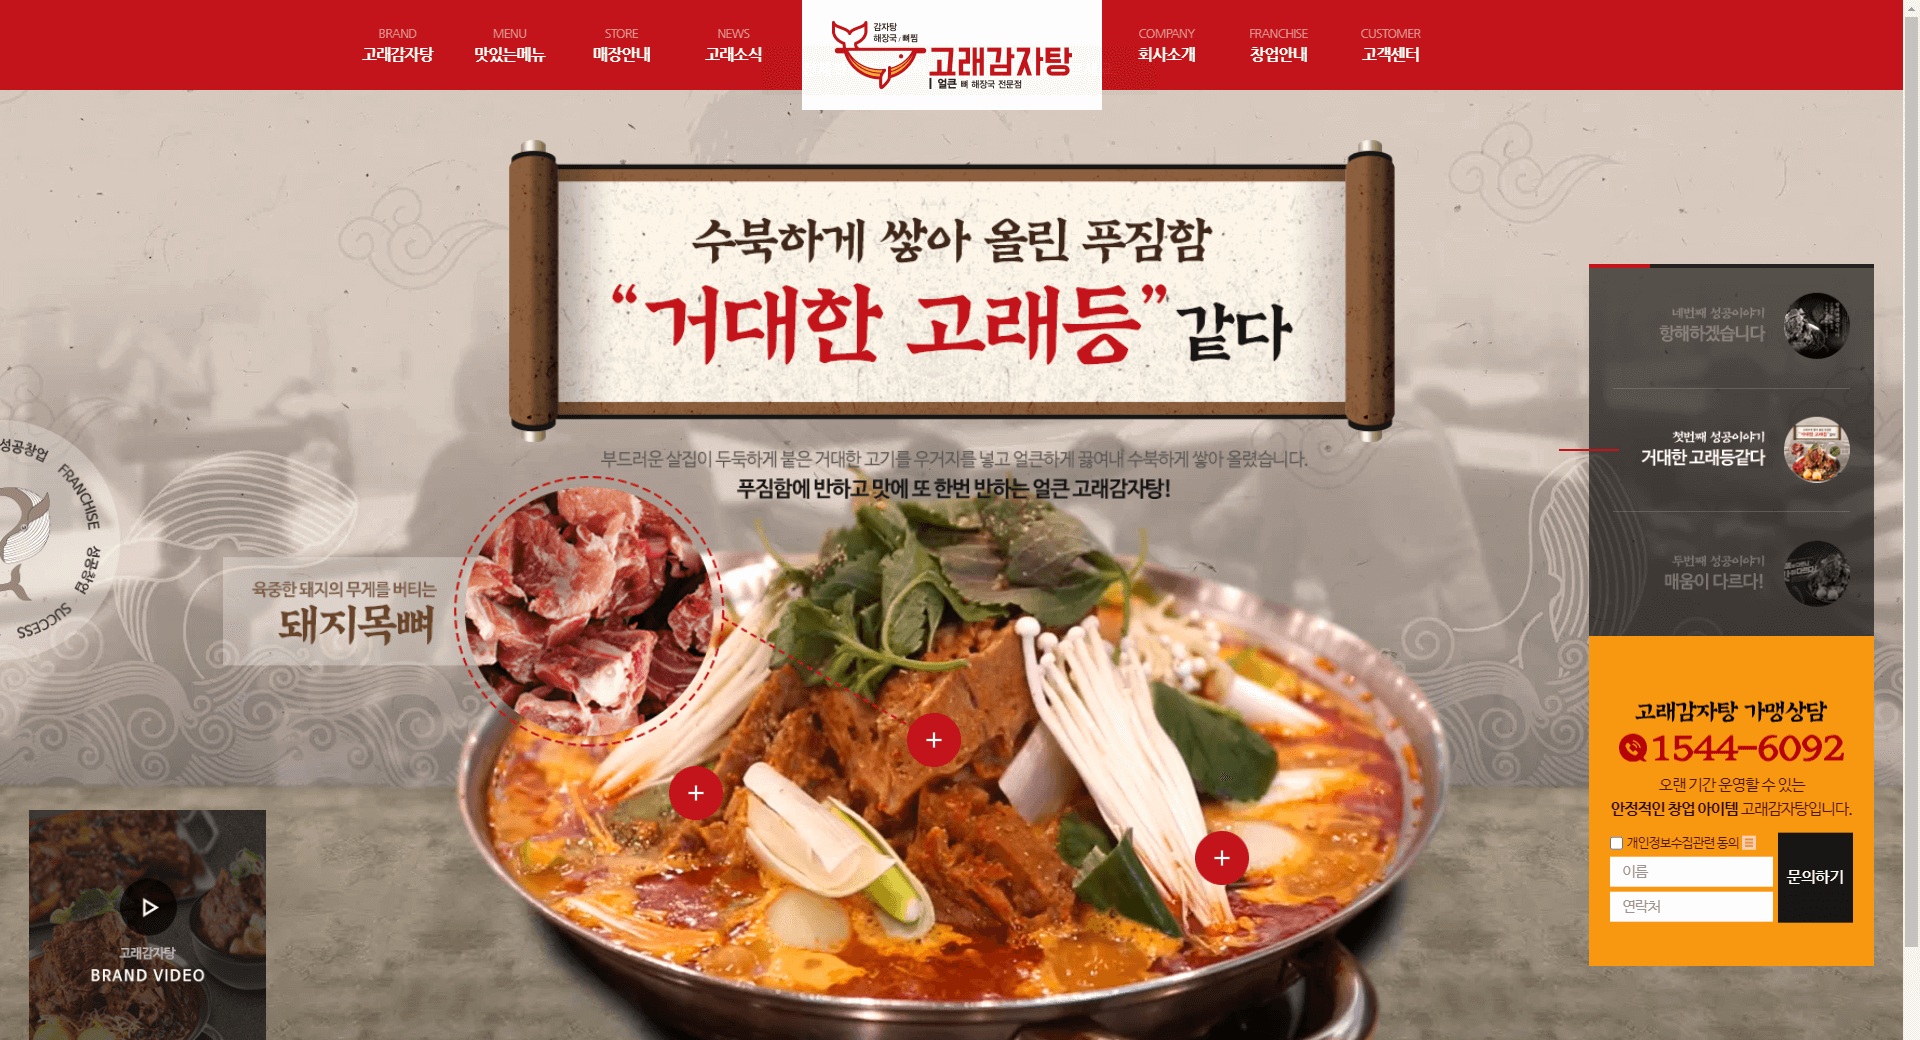 BRAND
고래감자탕
MENU
맛있는메뉴
STORE
매장안내
NEWS
고래소식
감자탕
해장국 / 뼈찜
고래감자탕
얼큰 뼈 해장국 전문점
COMPANY
회사소개
FRANCHISE
창업안내
CUSTOMER
고객센터
수북하게 쌓아 올린 푸짐함
“거대한 고래등” 같다
부드러운 살집이 두둑하게 붙은 거대한 고기를 우거지를 넣고 얼큰하게 끓여내 수북하게 쌓아 올렸습니다.
푸짐함에 반하고 맛에 또 한번 반하는 얼큰 고래감자탕!
성공창업
FRANCHISE
성공창업
SUCCESS
육중한 돼지의 무게를 버티는
돼지목뼈
고래감자탕
BRAND VIDEO
네번째 성공이야기
항해하겠습니다
첫번째 성공이야기
거대한 고래등같다
두번째 성공이야기
매움이 다르다!
고래감자탕 가맹상담
1544-6092
오랜 기간 운영할 수 있는
안정적인 창업 아이템 고래감자탕입니다.
개인정보수집관련 동의
이름
연락처
문의하기